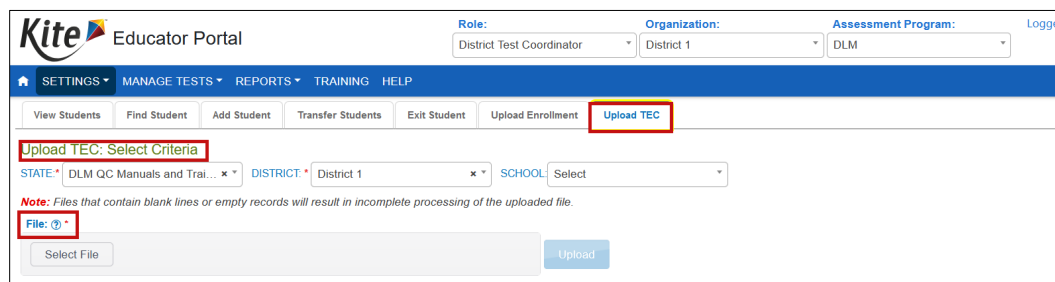 Kite Educator Portal
Role: Organization: Assessment Program: Logge
District Test Coordinator District 1 DLM
SETTINGS MANAGE TESTS REPORTS TRAINING HELP
View Students Find Student Add Student Transfer Students Exit Student Upload Enrollment Upload TEC
Upload TEC: Select Criteria
STATE:* DLM QC Manuals and Trai... × DISTRICT: * District 1 × SCHOOL: Select
Note: Files that contain blank lines or empty records will result in incomplete processing of the uploaded file.
File: ? *
Select File Upload